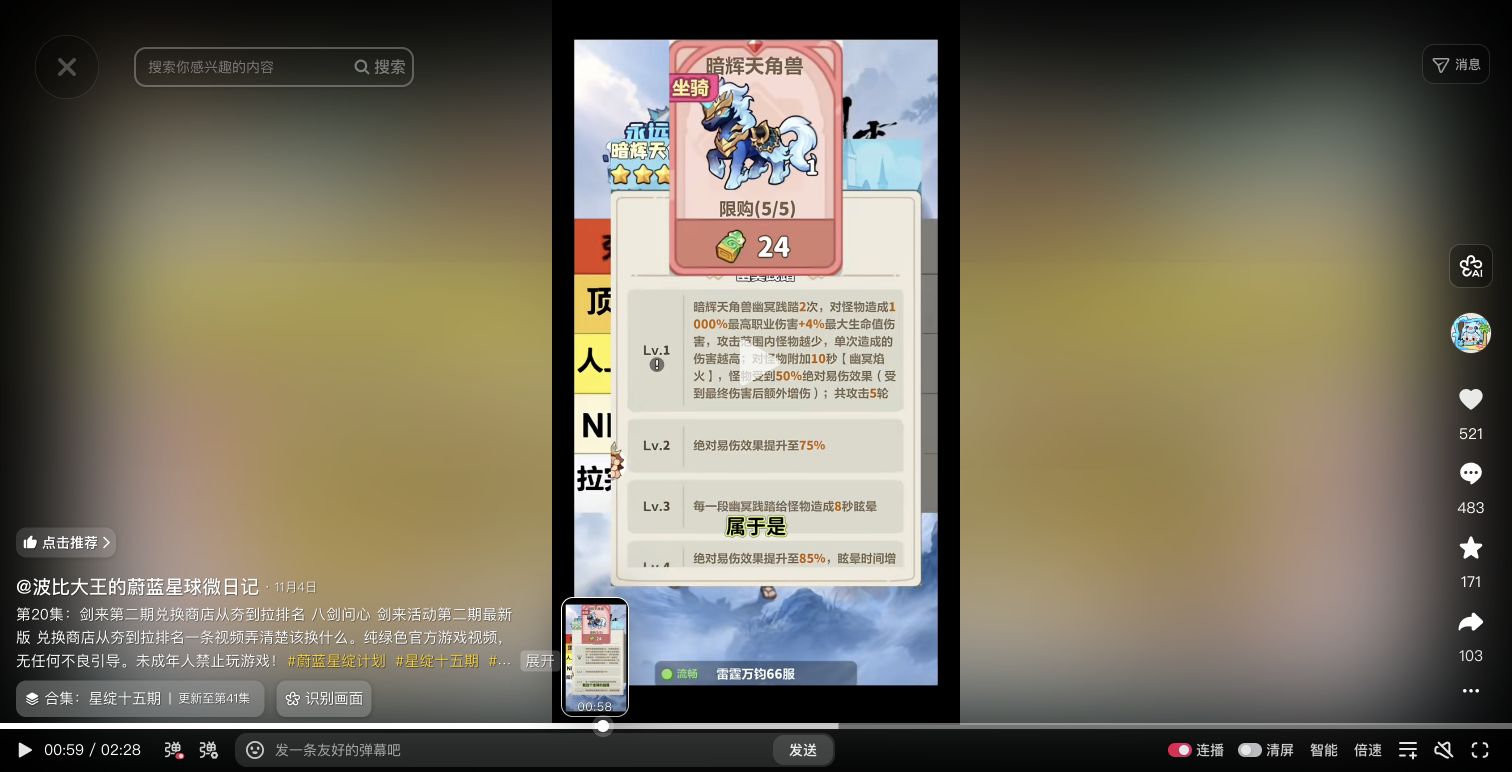 搜索你感兴趣的内容
搜索
消息
暗辉天角兽
坐骑
1
限购(5/5)
24
永远
暗辉天
顶
人
NP
拉完
暗辉天角兽幽冥践踏2次，对怪物造成1
000%最高职业伤害+4%最大生命值伤
害，攻击范围内怪物越少，单次造成的
伤害越高；对怪物附加10秒【幽冥焰
火】，怪物受到50%绝对易伤效果（受
到最终伤害后额外增伤）；共攻击5轮
Lv.1
Lv.2
绝对易伤效果提升至75%
Lv.3
每一段幽冥践踏给怪物造成8秒眩晕
属于是
绝对易伤效果提升至85%，眩晕时间增
流畅
雷霆万钧66服
AI
521
483
171
103
点击推荐
@波比大王的蔚蓝星球微日记 · 11月4日
第20集：剑来第二期兑换商店从夯到拉排名 八剑问心 剑来活动第二期最新
版 兑换商店从夯到拉排名一条视频弄清楚该换什么。纯绿色官方游戏视频，
无任何不良引导。未成年人禁止玩游戏！#蔚蓝星绽计划 #星绽十五期 #... 展开
合集：星绽十五期 | 更新至第41集
识别画面
00:58
00:59 / 02:28
弹
弹
发一条友好的弹幕吧
发送
连播
清屏
智能
倍速